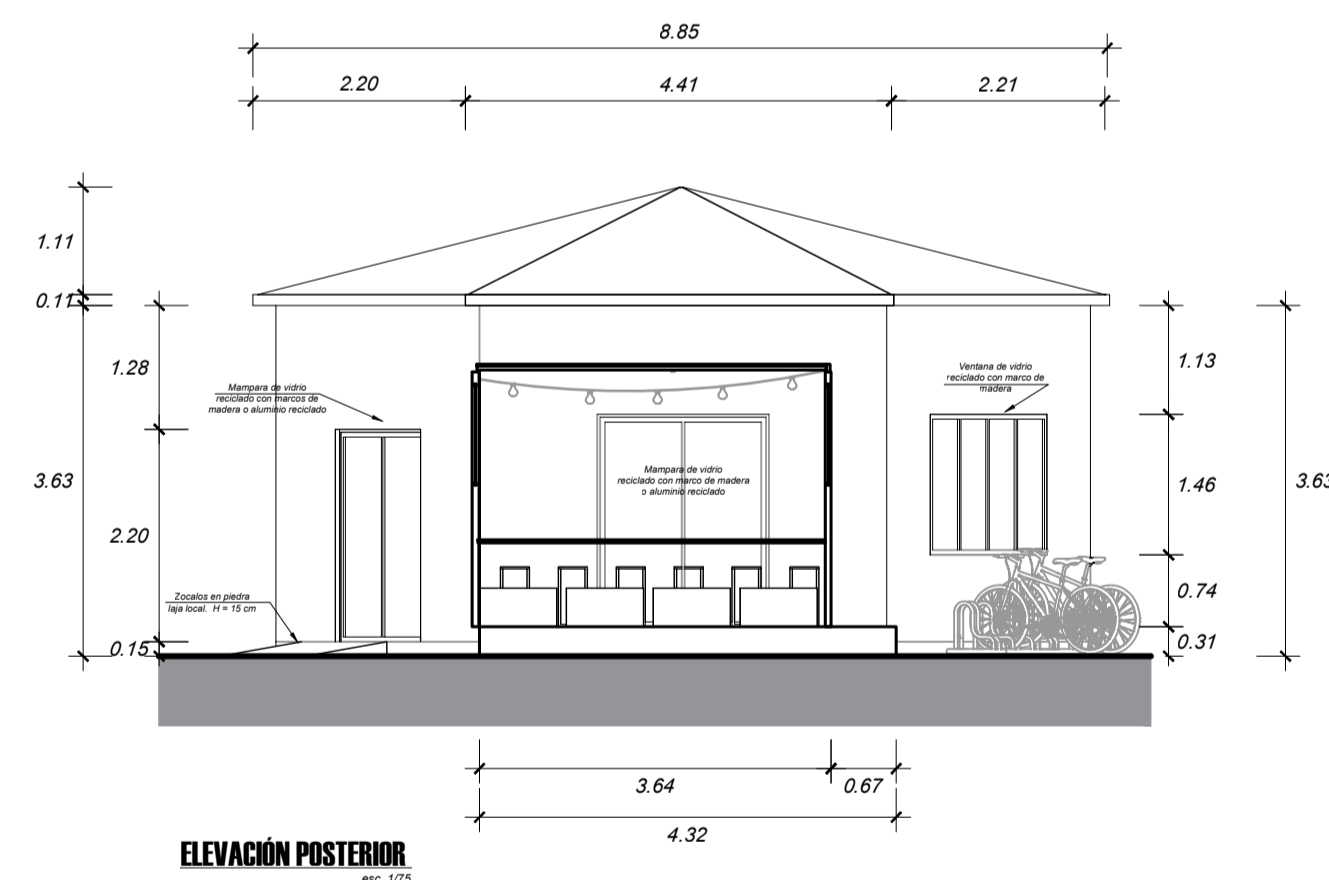 8.85
2.20
4.41
2.21
1.11
0.11
1.28
1.13
Mampara de vidrio
reciclado con marcos de
madera o aluminio reciclado
Ventana de vidrio
reciclado con marco de
madera
Mampara de vidrio
reciclado con marco de madera
o aluminio reciclado
3.63
1.46
3.63
2.20
Zocalos en piedra
laja local. H = 15 cm
0.74
0.15
0.31
3.64
0.67
4.32
ELEVACIÓN POSTERIOR
esc. 1/75